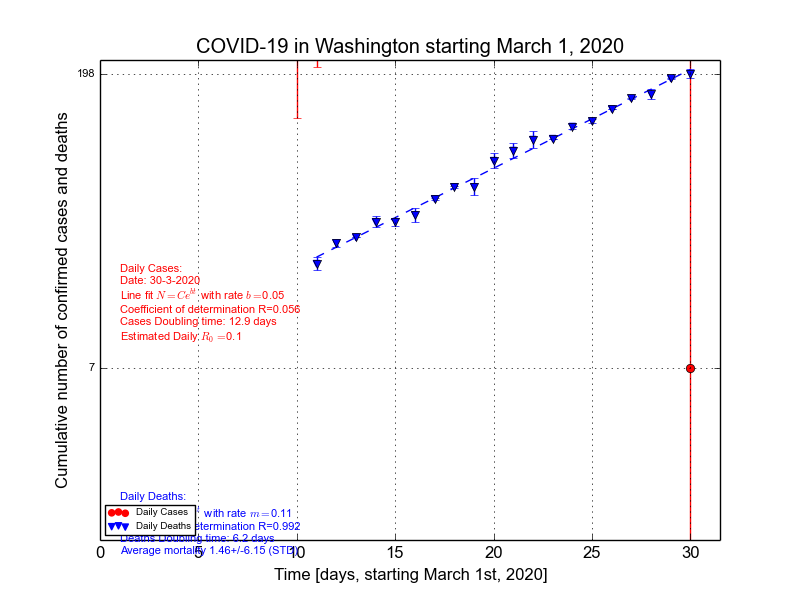 COVID-19 in Washington starting March 1, 2020
Cumulative number of confirmed cases and deaths
198
7
Daily Cases:
Date: 30-3-2020
Line fit N = Ce^{bt} with rate b =0.05
Coefficient of determination R=0.056
Cases Doubling time: 12.9 days
Estimated Daily R_0 =0.1
Daily Deaths:
with rate m =0.11
determination R=0.992
Deaths Doubling time: 6.2 days
Average mortality 1.46+/-6.15 (STD)
Daily Cases
Daily Deaths
0 5 10 15 20 25 30
Time [days, starting March 1st, 2020]